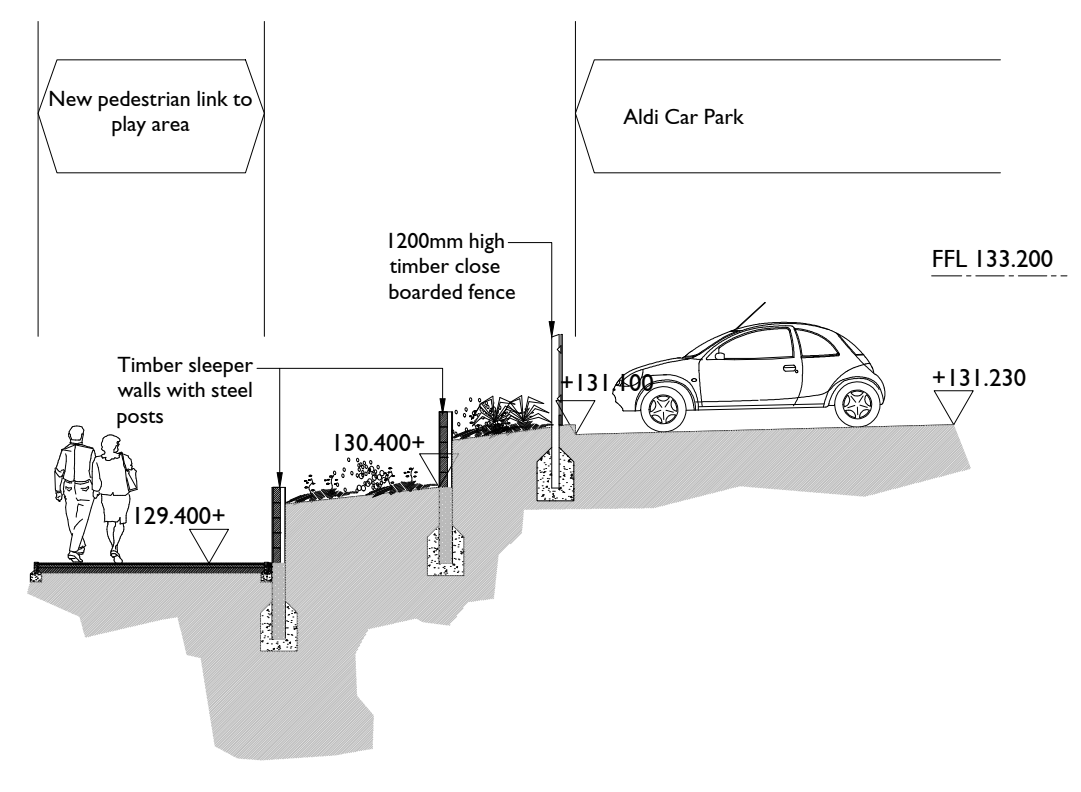 New pedestrian link to
play area
Aldi Car Park
1200mm high
timber close
boarded fence
FFL 133.200
Timber sleeper
walls with steel
posts
+131.100
+131.230
130.400+
129.400+